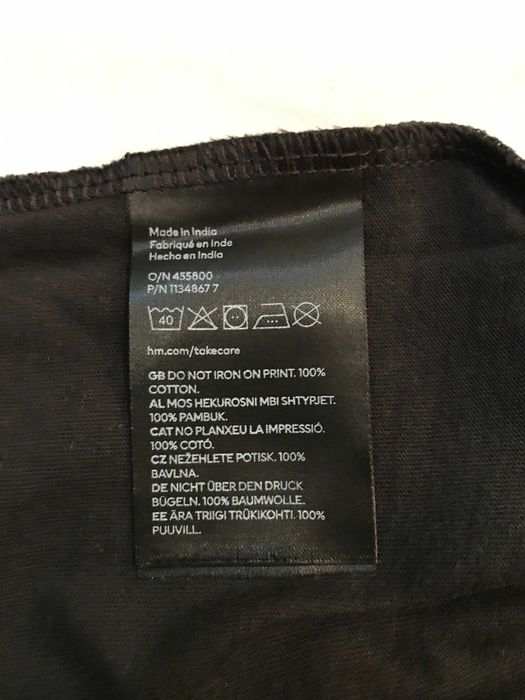 Made in India
Fabriqué en Inde
Hecho en India
O/N 455800
P/N 1134867 7
40
hm.com/takecare
GB DO NOT IRON ON PRINT. 100%
COTTON.
AL MOS HEKUROSNI MBI SHTYPJET.
100% PAMBUK.
CAT NO PLANXEU LA IMPRESSIÓ.
100% COTÓ.
CZ NEŽEHLETE POTISK. 100%
BAVLNA.
DE NICHT ÜBER DEN DRUCK
BÜGELN. 100% BAUMWOLLE.
EE ÄRA TRIIGI TRÜKIKOHTI. 100%
PUUVILL.